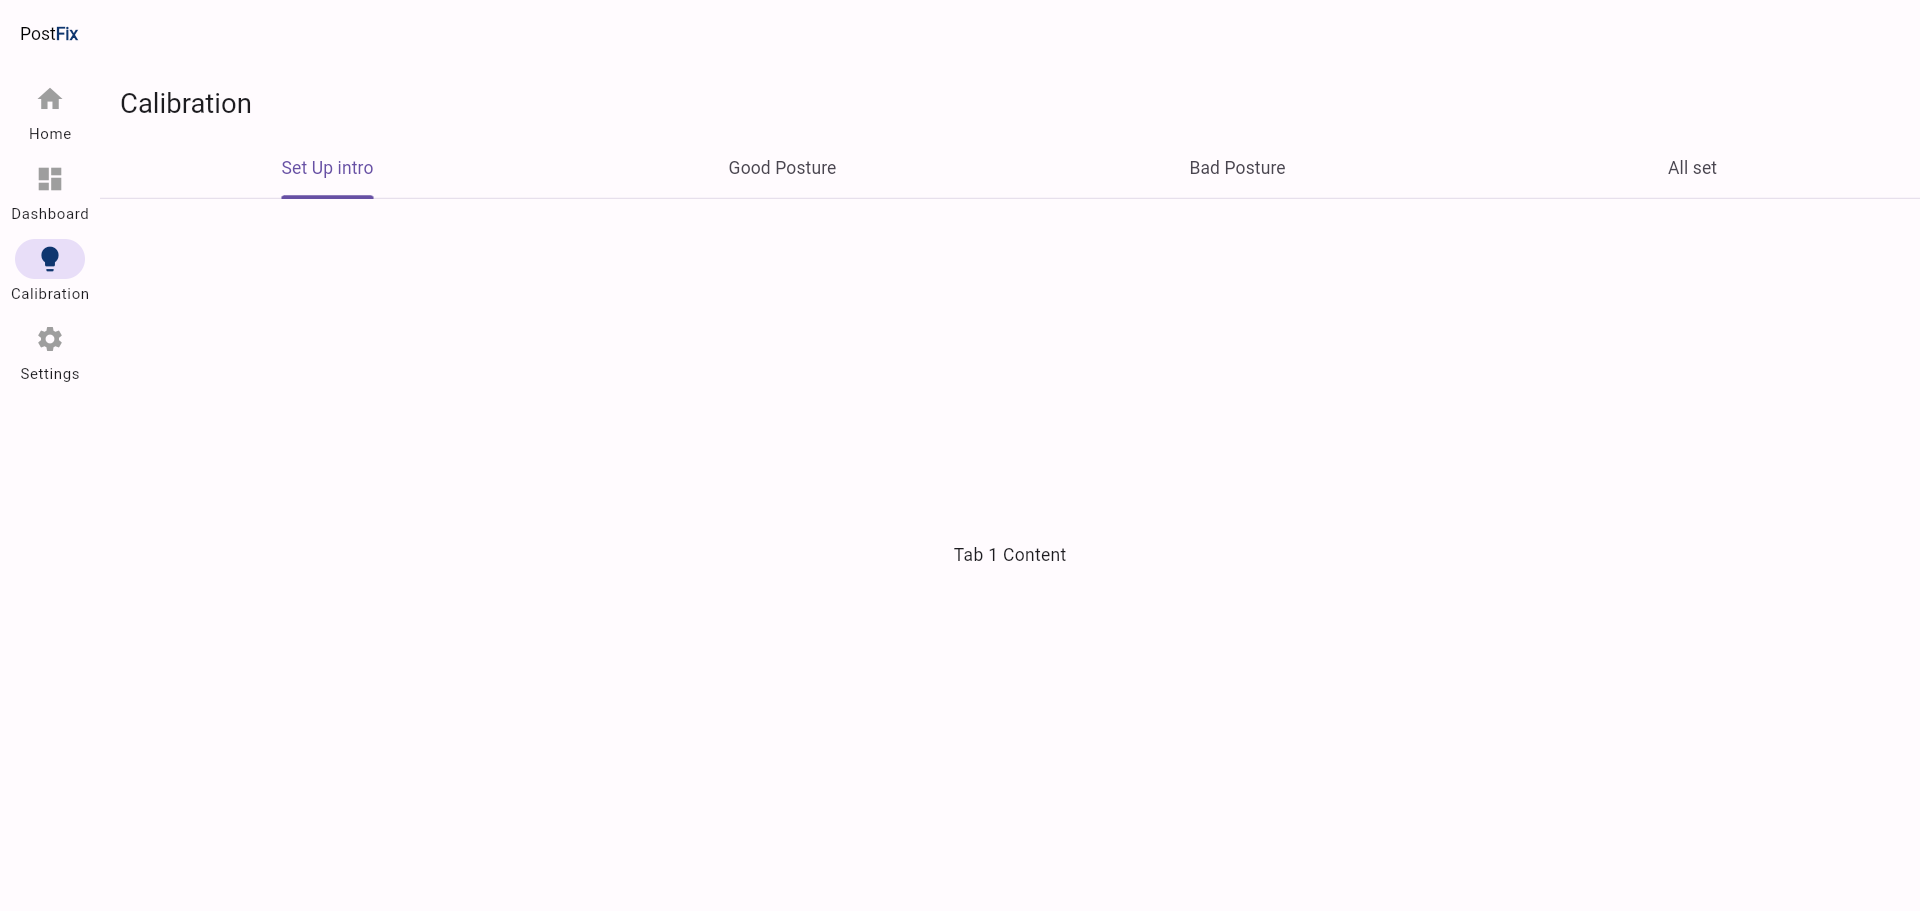 PostFix
Home
Dashboard
Calibration
Settings
Calibration
Set Up intro
Good Posture
Bad Posture
All set
Tab 1 Content